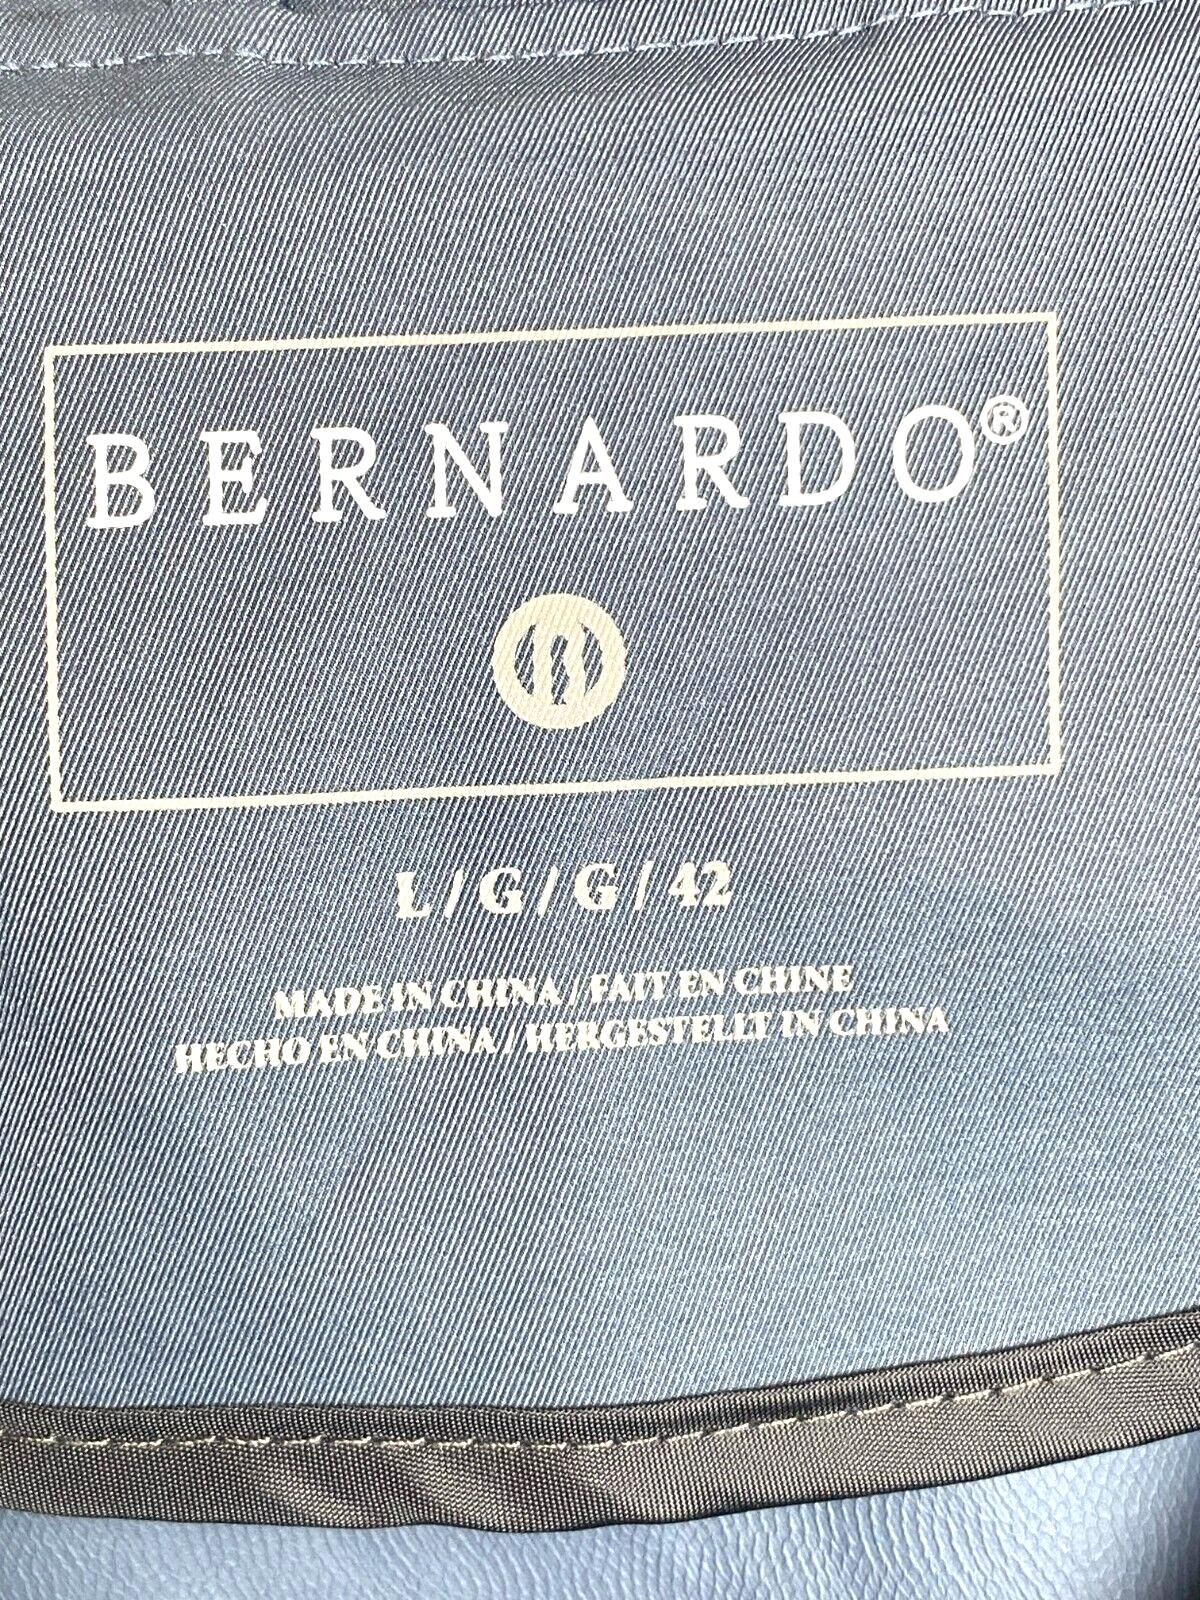 BERNARDO®
L/G/G/42
MADE IN CHINA / FAIT EN CHINE
HECHO EN CHINA / HERGESTELLT IN CHINA